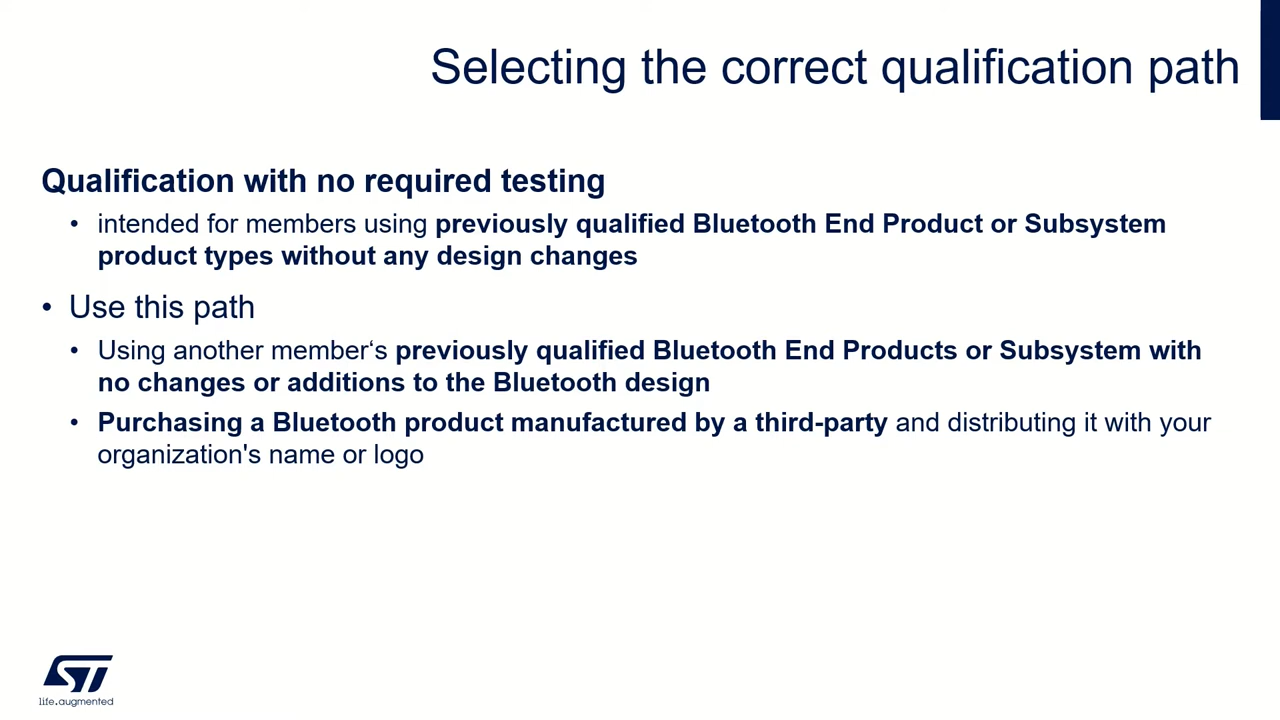 Selecting the correct qualification path
Qualification with no required testing
• intended for members using previously qualified Bluetooth End Product or Subsystem
product types without any design changes
• Use this path
• Using another member‘s previously qualified Bluetooth End Products or Subsystem with
no changes or additions to the Bluetooth design
• Purchasing a Bluetooth product manufactured by a third-party and distributing it with your
organization's name or logo
ST
life.augmented